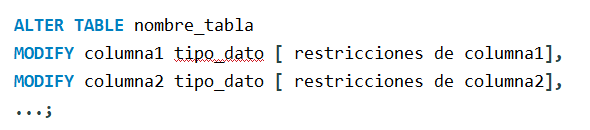 ALTER TABLE nombre_tabla
MODIFY columna1 tipo_dato [ restricciones de columna1],
MODIFY columna2 tipo_dato [ restricciones de columna2],
...;